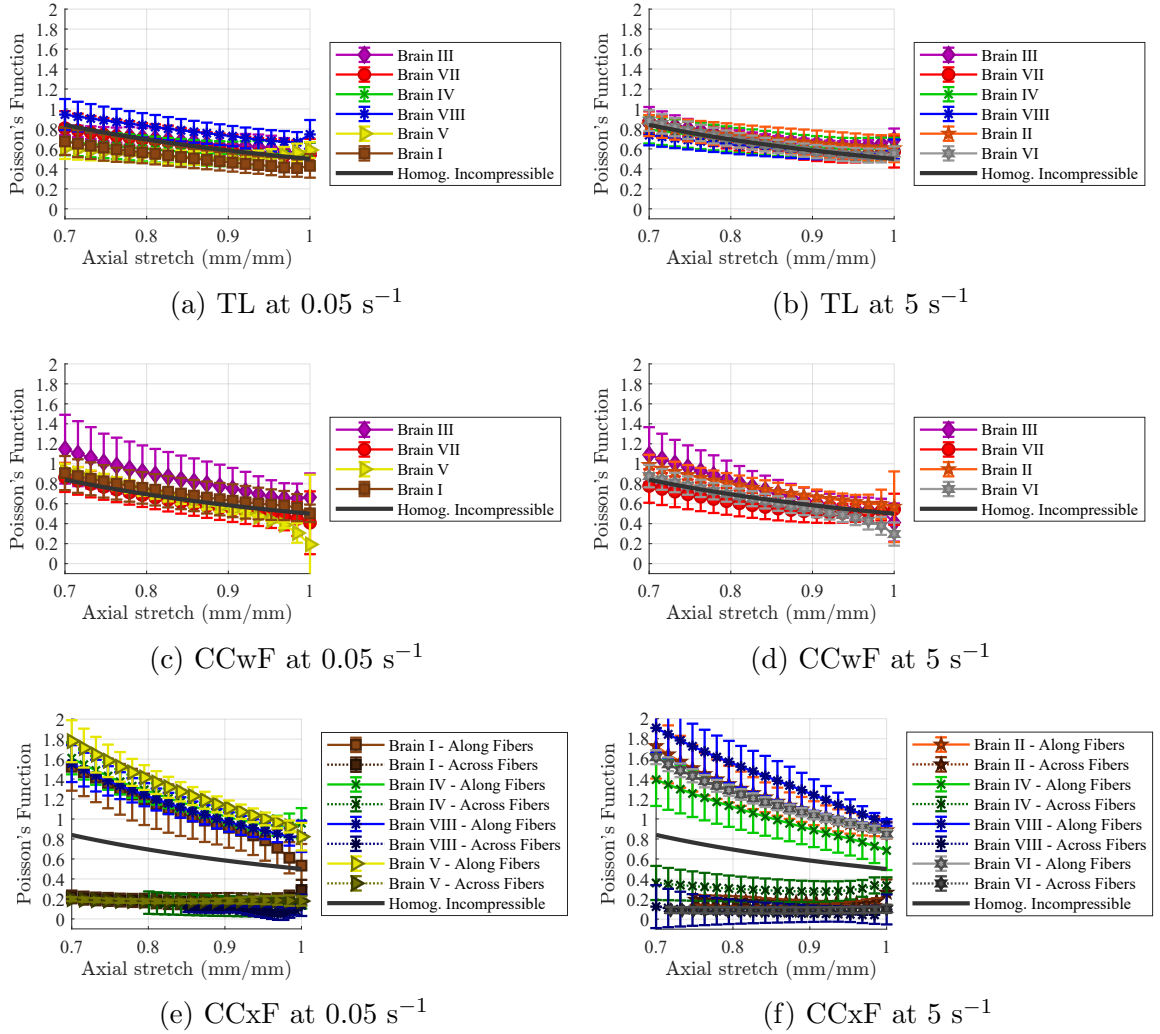 2
1.8
1.6
1.4
1.2
1
0.8
0.6
0.4
0.2
0
Poisson's Function
0.7 0.8 0.9 1
Axial stretch (mm/mm)
Brain III
Brain VII
Brain IV
Brain VIII
Brain V
Brain I
Homog. Incompressible
(a) TL at 0.05 s⁻¹
2
1.8
1.6
1.4
1.2
1
0.8
0.6
0.4
0.2
0
Poisson's Function
0.7 0.8 0.9 1
Axial stretch (mm/mm)
Brain III
Brain VII
Brain IV
Brain VIII
Brain II
Brain VI
Homog. Incompressible
(b) TL at 5 s⁻¹
2
1.8
1.6
1.4
1.2
1
0.8
0.6
0.4
0.2
0
Poisson's Function
0.7 0.8 0.9 1
Axial stretch (mm/mm)
Brain III
Brain VII
Brain V
Brain I
Homog. Incompressible
(c) CCwF at 0.05 s⁻¹
2
1.8
1.6
1.4
1.2
1
0.8
0.6
0.4
0.2
0
Poisson's Function
0.7 0.8 0.9 1
Axial stretch (mm/mm)
Brain III
Brain VII
Brain II
Brain VI
Homog. Incompressible
(d) CCwF at 5 s⁻¹
2
1.8
1.6
1.4
1.2
1
0.8
0.6
0.4
0.2
0
Poisson's Function
0.7 0.8 0.9 1
Axial stretch (mm/mm)
Brain I - Along Fibers
Brain I - Across Fibers
Brain IV - Along Fibers
Brain IV - Across Fibers
Brain VIII - Along Fibers
Brain VIII - Across Fibers
Brain V - Along Fibers
Brain V - Across Fibers
Homog. Incompressible
(e) CCxF at 0.05 s⁻¹
2
1.8
1.6
1.4
1.2
1
0.8
0.6
0.4
0.2
0
Poisson's Function
0.7 0.8 0.9 1
Axial stretch (mm/mm)
Brain II - Along Fibers
Brain II - Across Fibers
Brain IV - Along Fibers
Brain IV - Across Fibers
Brain VIII - Along Fibers
Brain VIII - Across Fibers
Brain VI - Along Fibers
Brain VI - Across Fibers
Homog. Incompressible
(f) CCxF at 5 s⁻¹